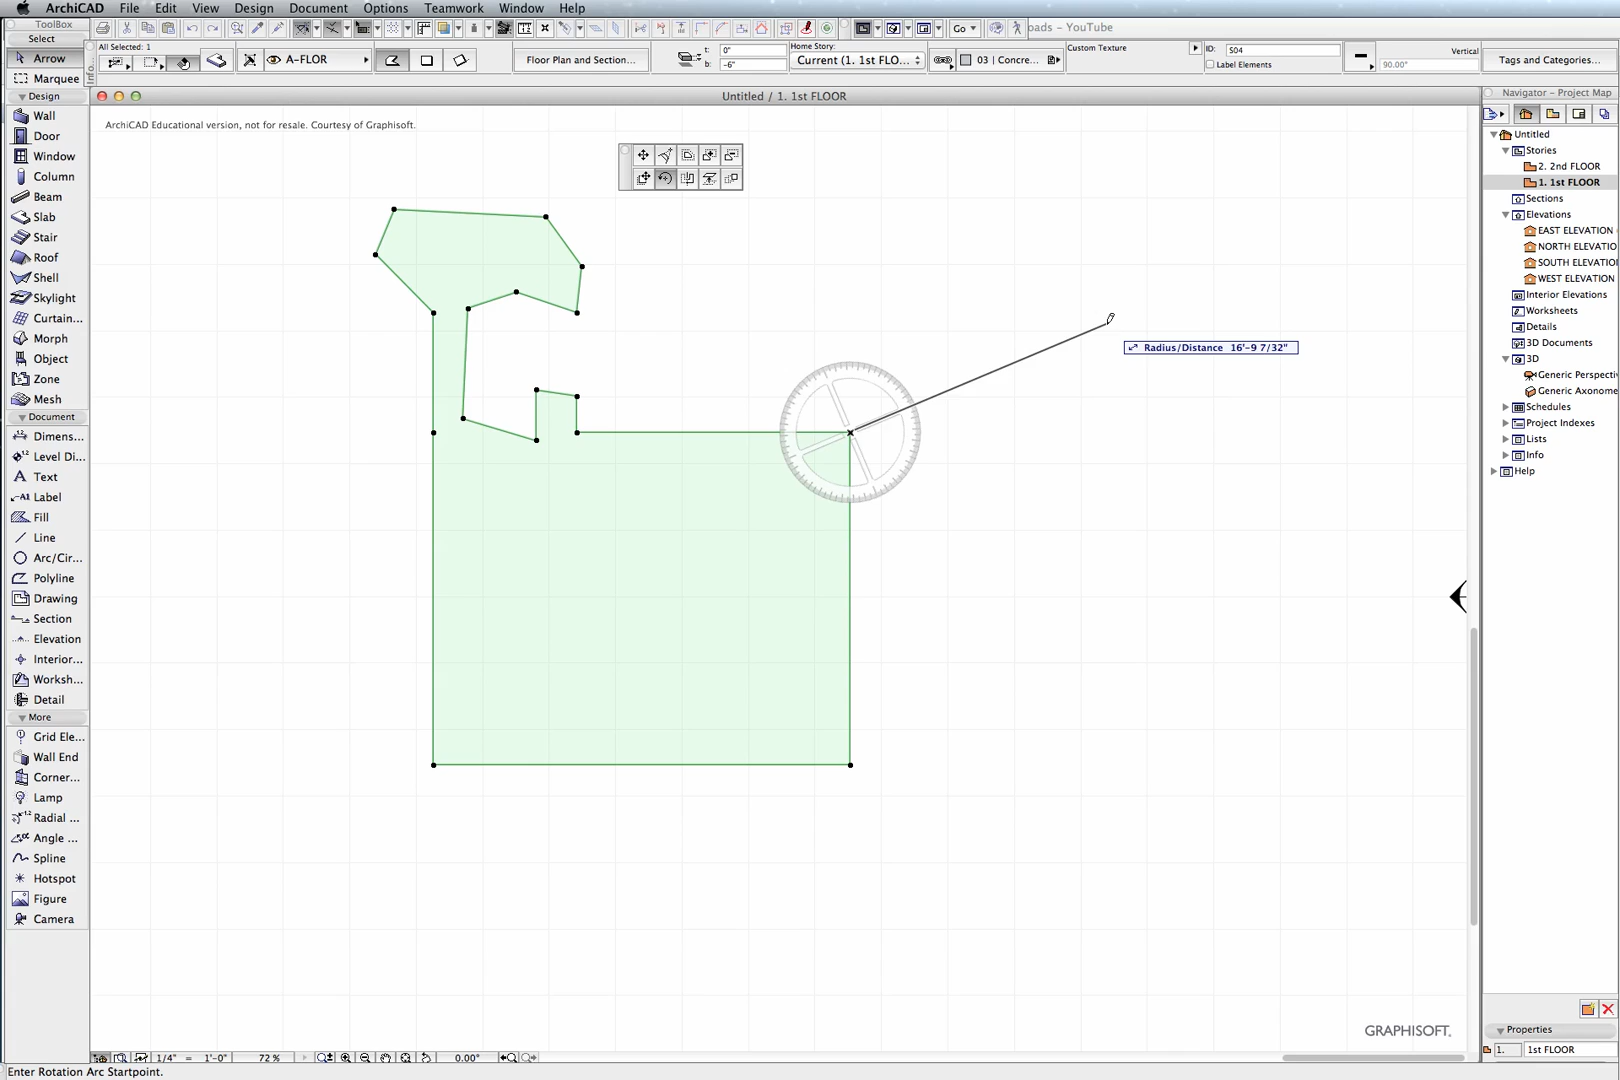 ArchiCAD File Edit View Design Document Options Teamwork Window Help
ToolBox
oads – YouTube
Select
All Selected: 1
Arrow
Marquee
A-FLOR
Floor Plan and Section...
t: 0"
b: -6"
Home Story:
Current (1. 1st FLO...
03 | Concre...
Custom Texture
ID: S04
Label Elements
Vertical
90.00"
Tags and Categories...
Untitled / 1. 1st FLOOR
Navigator – Project Map
ArchiCAD Educational version, not for resale. Courtesy of Graphisoft.
Design
Wall
Door
Window
Column
Beam
Slab
Stair
Roof
Shell
Skylight
Curtain...
Morph
Object
Zone
Mesh
Document
Dimens...
Level Di...
A Text
A1 Label
Fill
Line
Arc/Cir...
Polyline
Drawing
Section
Elevation
Interior...
Worksh...
Detail
More
Grid Ele...
Wall End
Corner...
Lamp
Radial ...
Angle ...
Spline
Hotspot
Figure
Camera
Radius/Distance 16'-9 7/32"
Untitled
Stories
2. 2nd FLOOR
1. 1st FLOOR
Sections
Elevations
EAST ELEVATION
NORTH ELEVATIO
SOUTH ELEVATIO
WEST ELEVATION
Interior Elevations
Worksheets
Details
3D Documents
3D
Generic Perspecti
Generic Axonome
Schedules
Project Indexes
Lists
Info
Help
GRAPHISOFT.
Properties
1. 1st FLOOR
1/4" = 1'-0" 72 % 0.00°
Enter Rotation Arc Startpoint.
Go